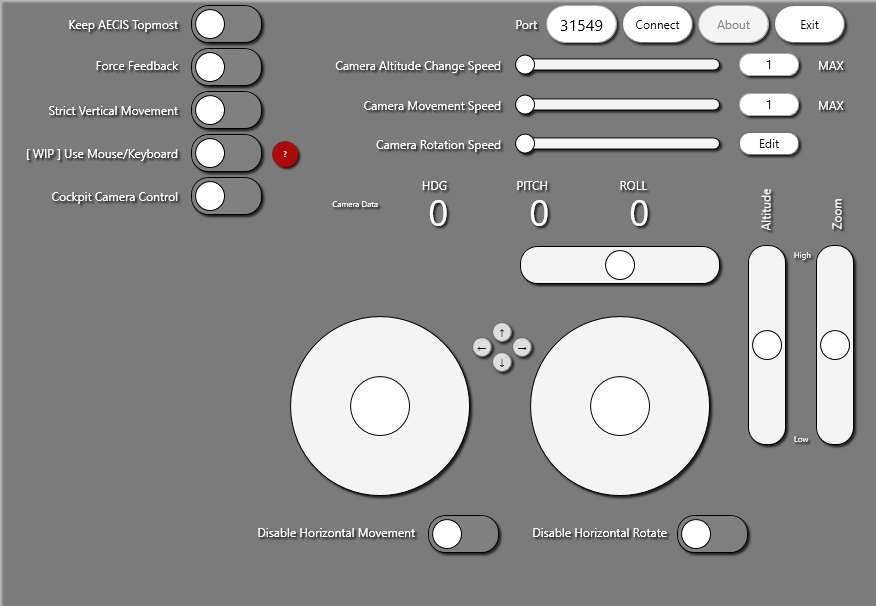 Keep AECIS Topmost
Port 31549 Connect About Exit
Force Feedback
Camera Altitude Change Speed 1 MAX
Strict Vertical Movement
Camera Movement Speed 1 MAX
[ WIP ] Use Mouse/Keyboard ?
Camera Rotation Speed Edit
Cockpit Camera Control
Camera Data
HDG PITCH ROLL
0 0 0
Altitude
Zoom
High
↑
← →
↓
Low
Disable Horizontal Movement
Disable Horizontal Rotate